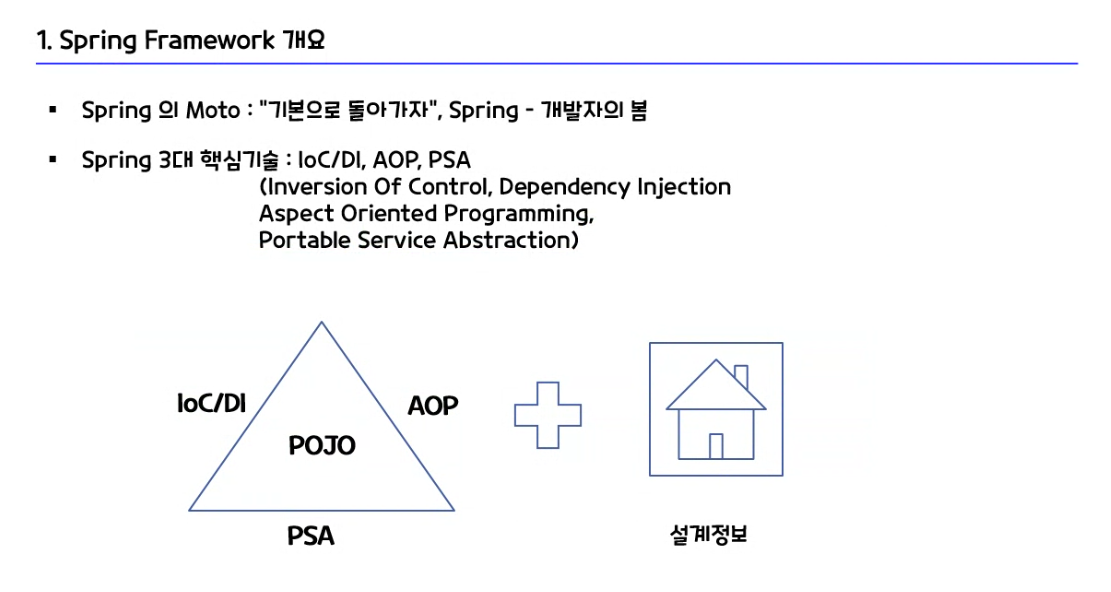 1. Spring Framework 개요
▪ Spring 의 Moto : "기본으로 돌아가자", Spring - 개발자의 봄
▪ Spring 3대 핵심기술 : IoC/DI, AOP, PSA
(Inversion Of Control, Dependency Injection
Aspect Oriented Programming,
Portable Service Abstraction)
IoC/DI
AOP
POJO
PSA
설계정보